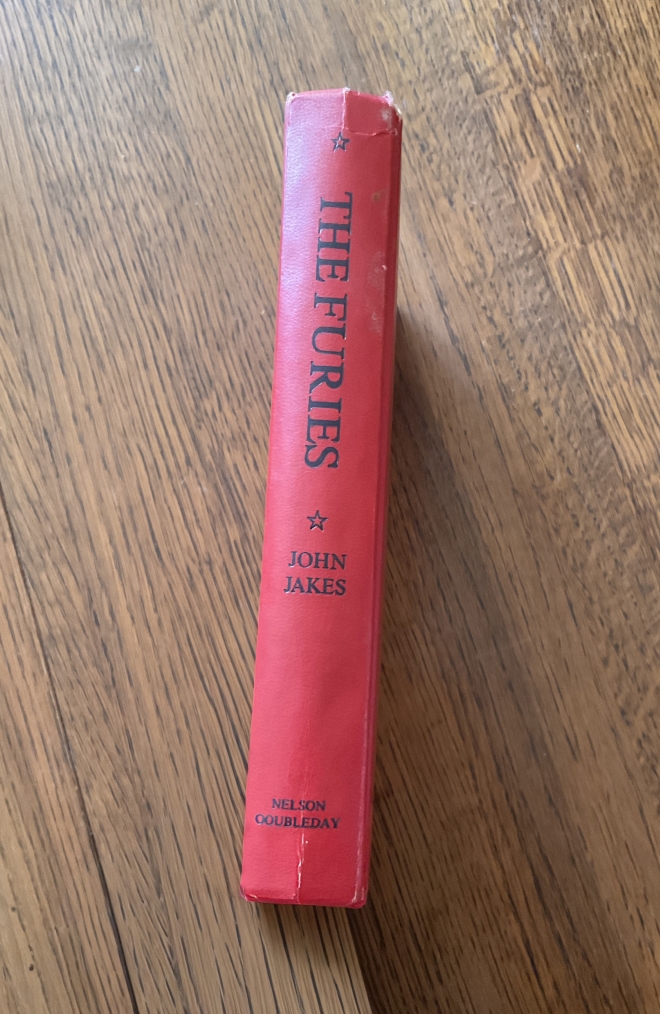 THE FURIES
JOHN
JAKES
NELSON
DOUBLEDAY